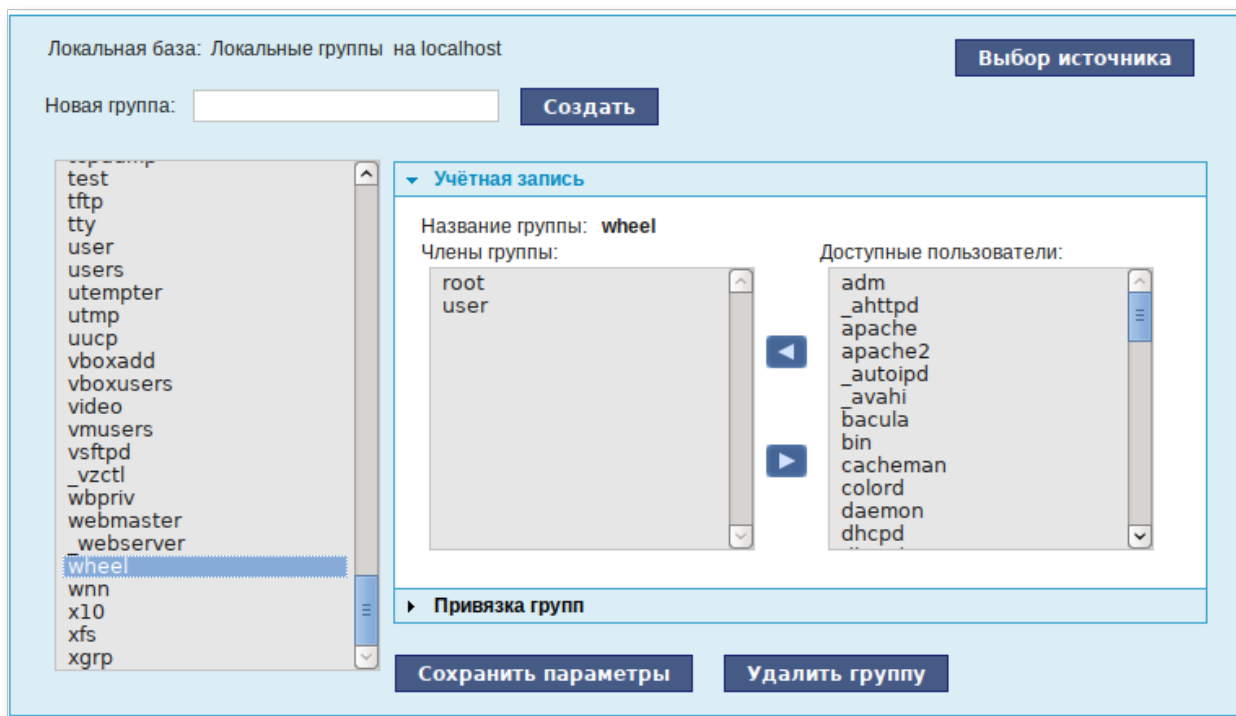 Локальная база: Локальные группы на localhost
Выбор источника
Новая группа:
Создать
test
tftp
tty
user
users
utempter
utmp
uucp
vboxadd
vboxusers
video
vmusers
vsftpd
_vzctl
wbpriv
webmaster
_webserver
wheel
wnn
x10
xfs
xgrp
Учётная запись
Название группы: wheel
Члены группы:
root
user
Доступные пользователи:
adm
_ahttpd
apache
apache2
_autoipd
_avahi
bacula
bin
cacheman
colord
daemon
dhcpd
Привязка групп
Сохранить параметры
Удалить группу